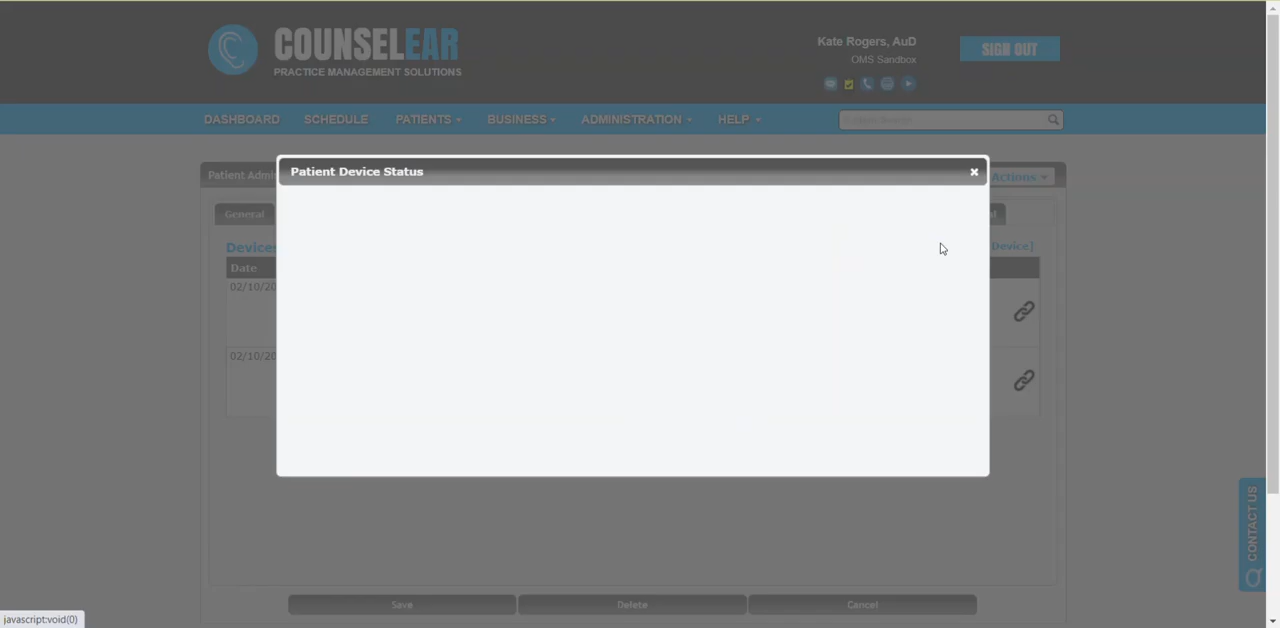 COUNSELEAR
PRACTICE MANAGEMENT SOLUTIONS
Kate Rogers, AuD
OMS Sandbox
SIGN OUT
DASHBOARD SCHEDULE PATIENTS BUSINESS ADMINISTRATION HELP
Patient Device Status
Patient Admi
Actions
General
Devices
Device]
Date
02/10/20
02/10/20
CONTACT US
Save Delete Cancel
javascript:void(0)